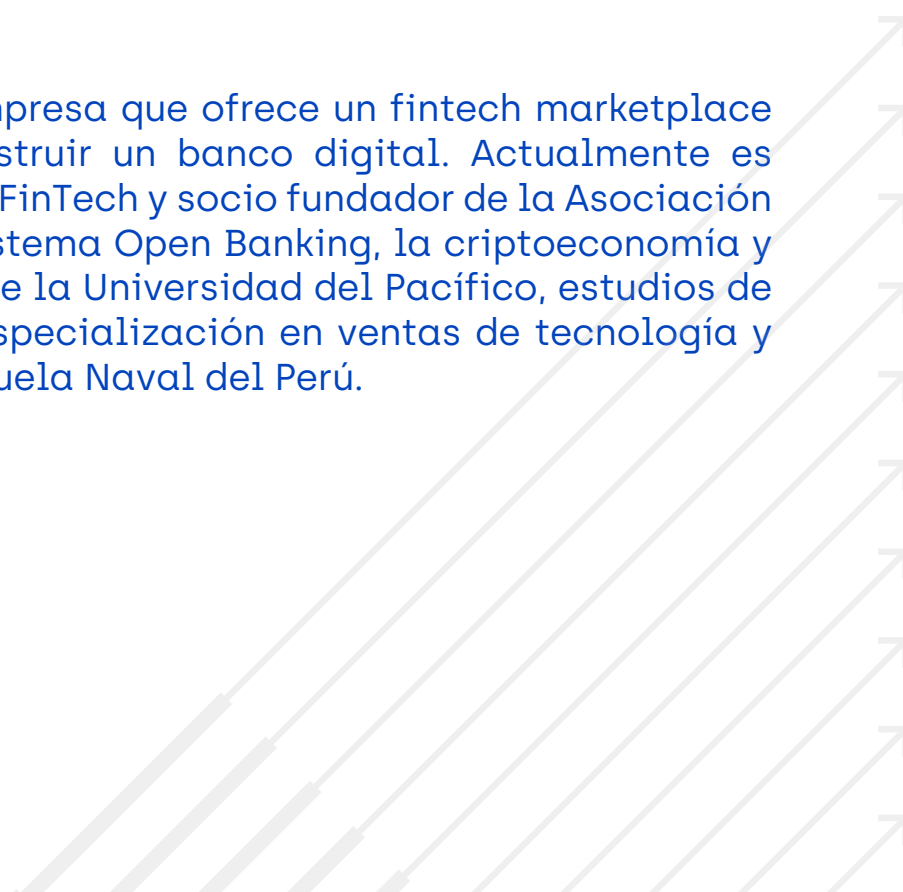 mpresa que ofrece un fintech marketplace
struir un banco digital. Actualmente es
FinTech y socio fundador de la Asociación
stema Open Banking, la criptoeconomía y
e la Universidad del Pacífico, estudios de
specialización en ventas de tecnología y
uela Naval del Perú.